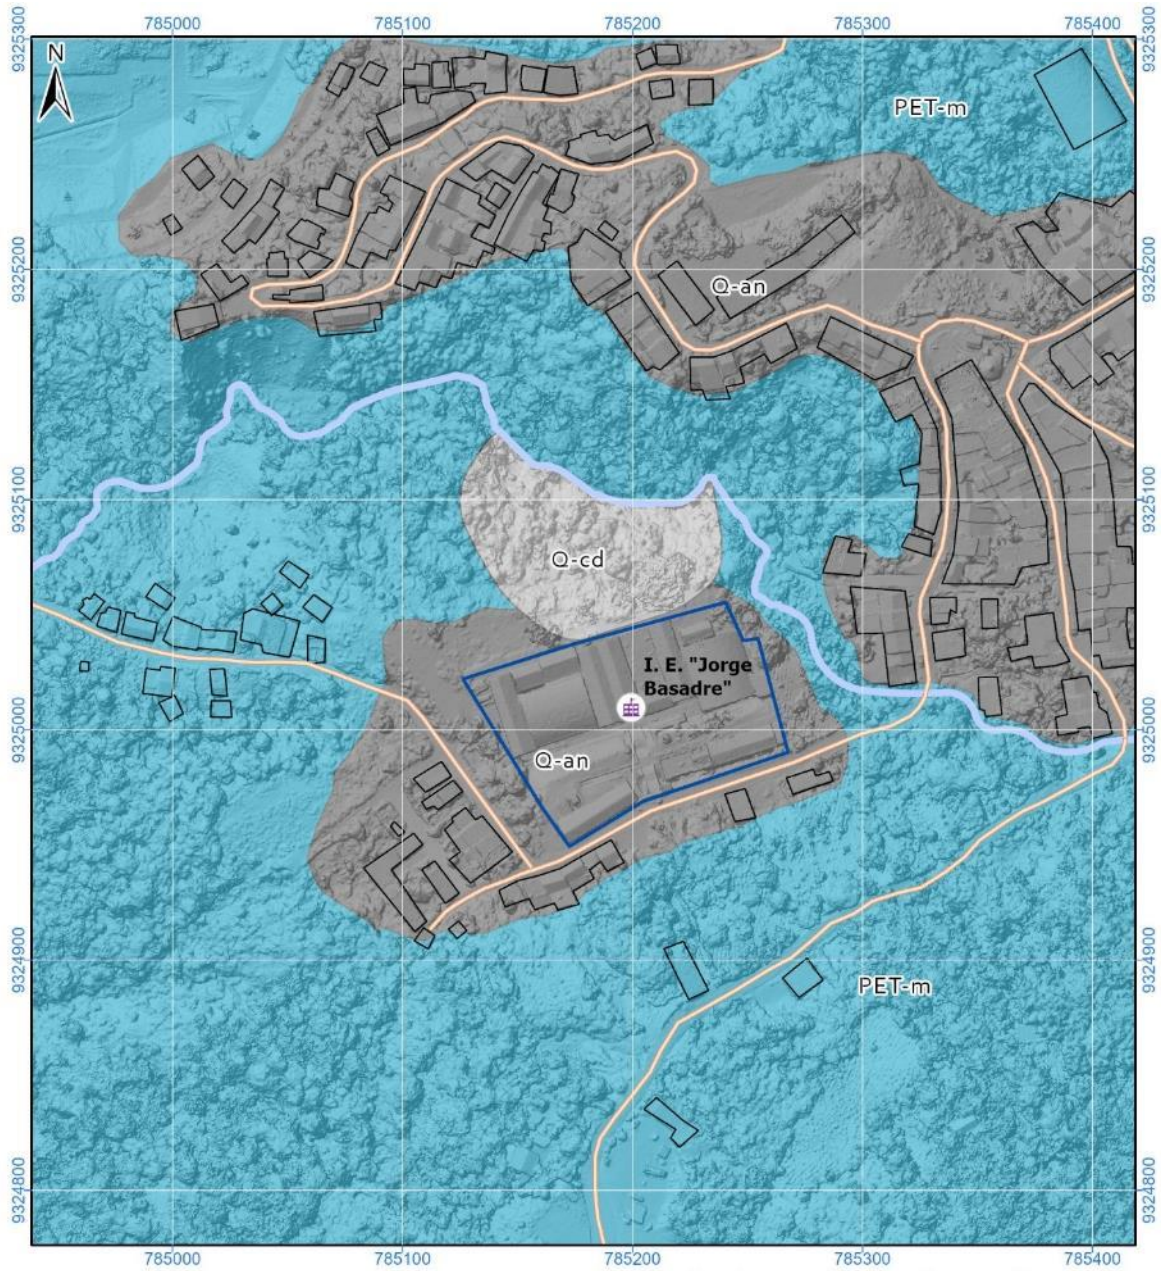 785000 785100 785200 785300 785400
9325300 9325300
N
PET-m
9325200 9325200
Q-an
9325100 9325100
Q-cd
I. E. "Jorge
Basadre"
9325000 9325000
Q-an
9324900 9324900
PET-m
9324800 9324800
785000 785100 785200 785300 785400